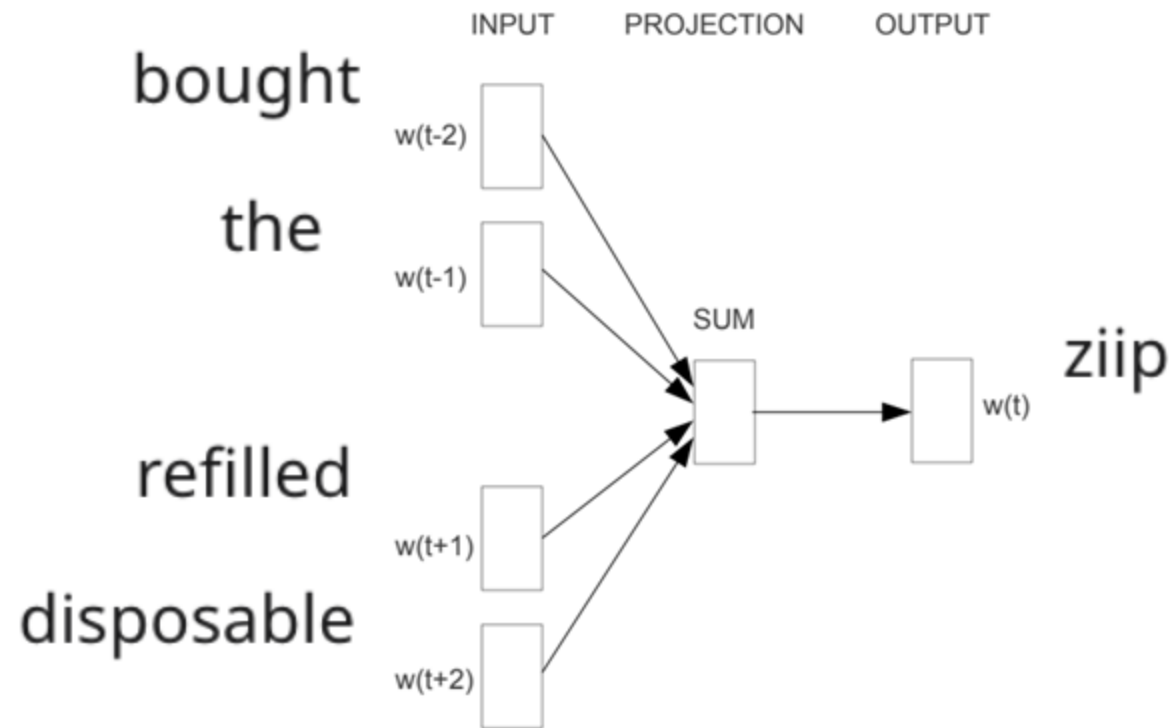 INPUT PROJECTION OUTPUT
bought
w(t-2)
the
w(t-1)
SUM
ziip
w(t)
refilled
w(t+1)
disposable
w(t+2)